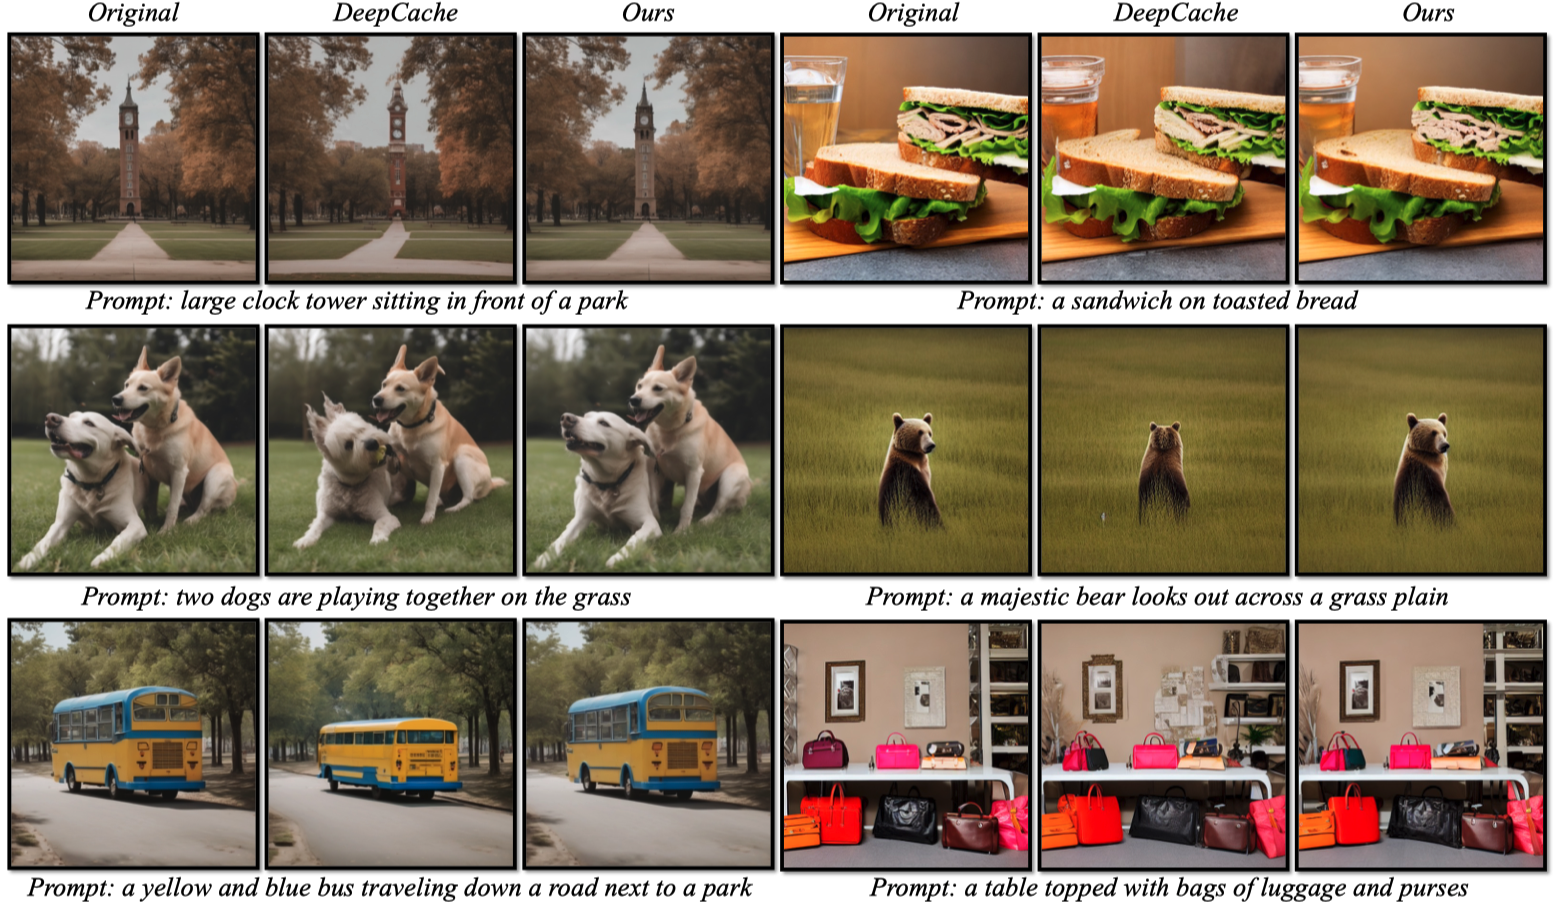 Original DeepCache Ours Original DeepCache Ours
Prompt: large clock tower sitting in front of a park
Prompt: a sandwich on toasted bread
Prompt: two dogs are playing together on the grass
Prompt: a majestic bear looks out across a grass plain
Prompt: a yellow and blue bus traveling down a road next to a park
Prompt: a table topped with bags of luggage and purses